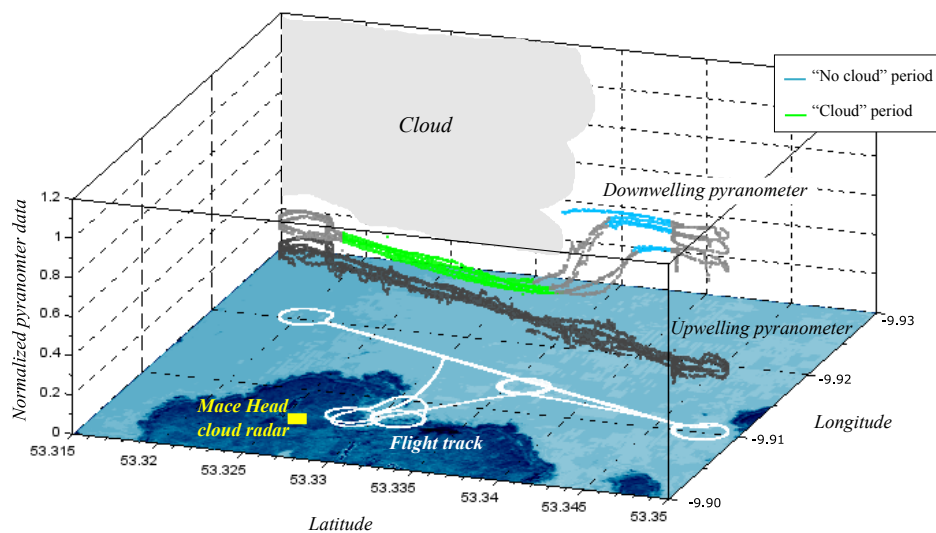 “No cloud” period
“Cloud” period
Cloud
Downwelling pyranometer
Upwelling pyranometer
Normalized pyranomter data
1.2
1
0.8
0.6
0.4
0.2
0
Mace Head
cloud radar
Flight track
53.315
53.320
53.325
53.33
53.335
53.34
53.345
53.35
Latitude
-9.93
-9.92
-9.91
-9.90
Longitude